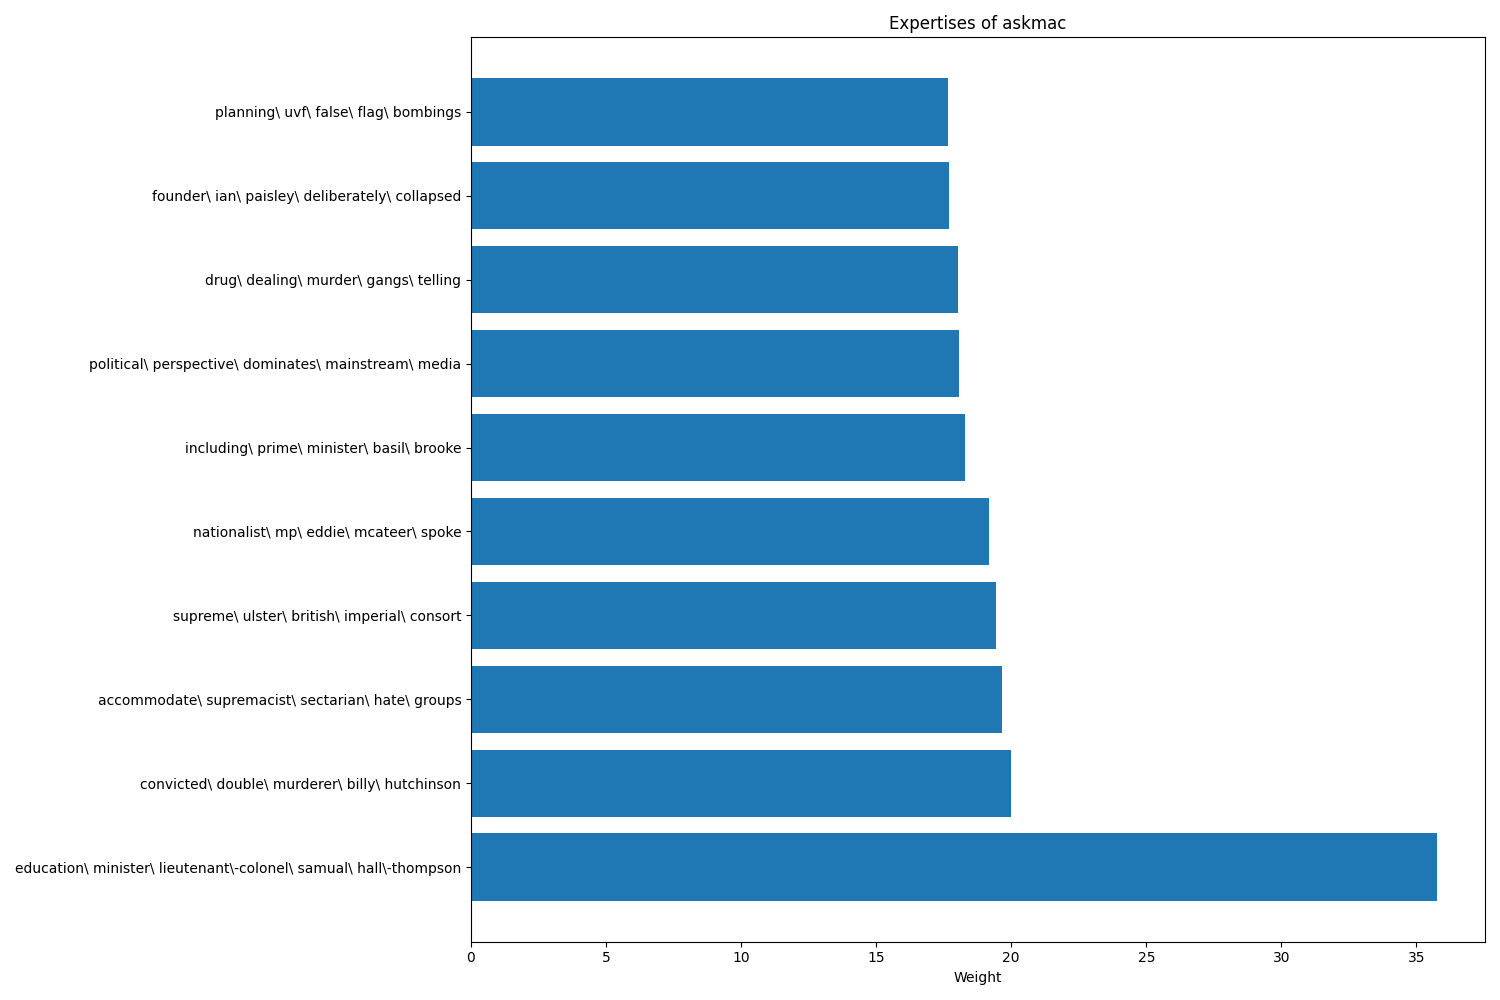 Expertises of askmac
planning\ uvf\ false\ flag\ bombings
founder\ ian\ paisley\ deliberately\ collapsed
drug\ dealing\ murder\ gangs\ telling
political\ perspective\ dominates\ mainstream\ media
including\ prime\ minister\ basil\ brooke
nationalist\ mp\ eddie\ mcateer\ spoke
supreme\ ulster\ british\ imperial\ consort
accommodate\ supremacist\ sectarian\ hate\ groups
convicted\ double\ murderer\ billy\ hutchinson
education\ minister\ lieutenant\-colonel\ samual\ hall\-thompson
0 5 10 15 20 25 30 35
Weight